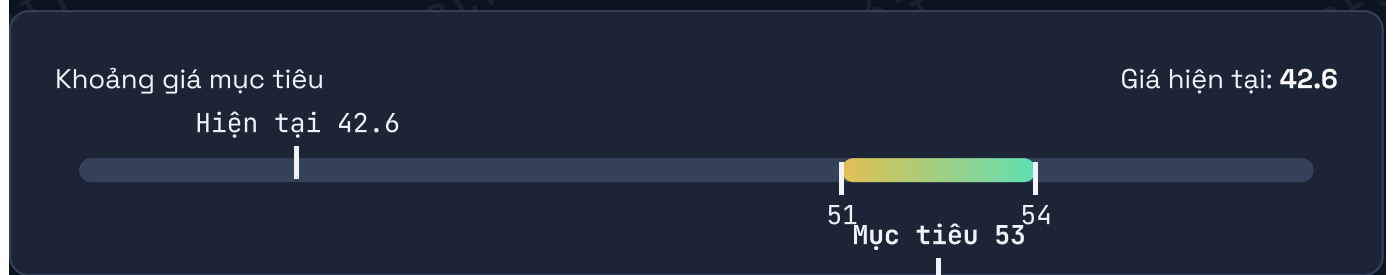 Khoảng giá mục tiêu
Giá hiện tại: 42.6
Hiện tại 42.6
51
54
Mục tiêu 53